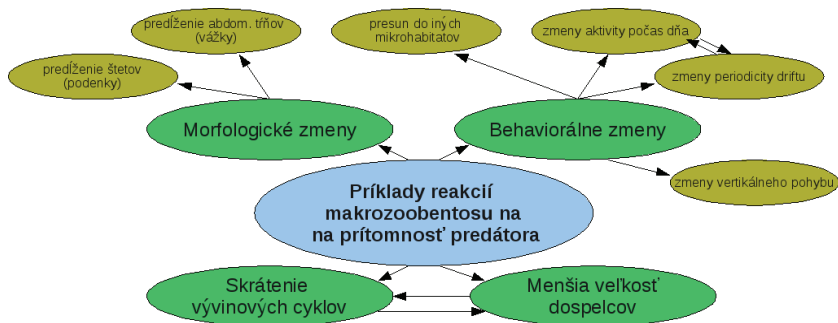 predĺženie abdom. tŕňov
(vážky)
presun do iných
mikrohabitatov
zmeny aktivity počas dňa
predĺženie štetov
(podenky)
zmeny periodicity driftu
Morfologické zmeny
Behaviorálne zmeny
zmeny vertikálneho pohybu
Príklady reakcií
makrozoobentosu na
na prítomnosť predátora
Skrátenie
vývinových cyklov
Menšia veľkosť
dospelcov